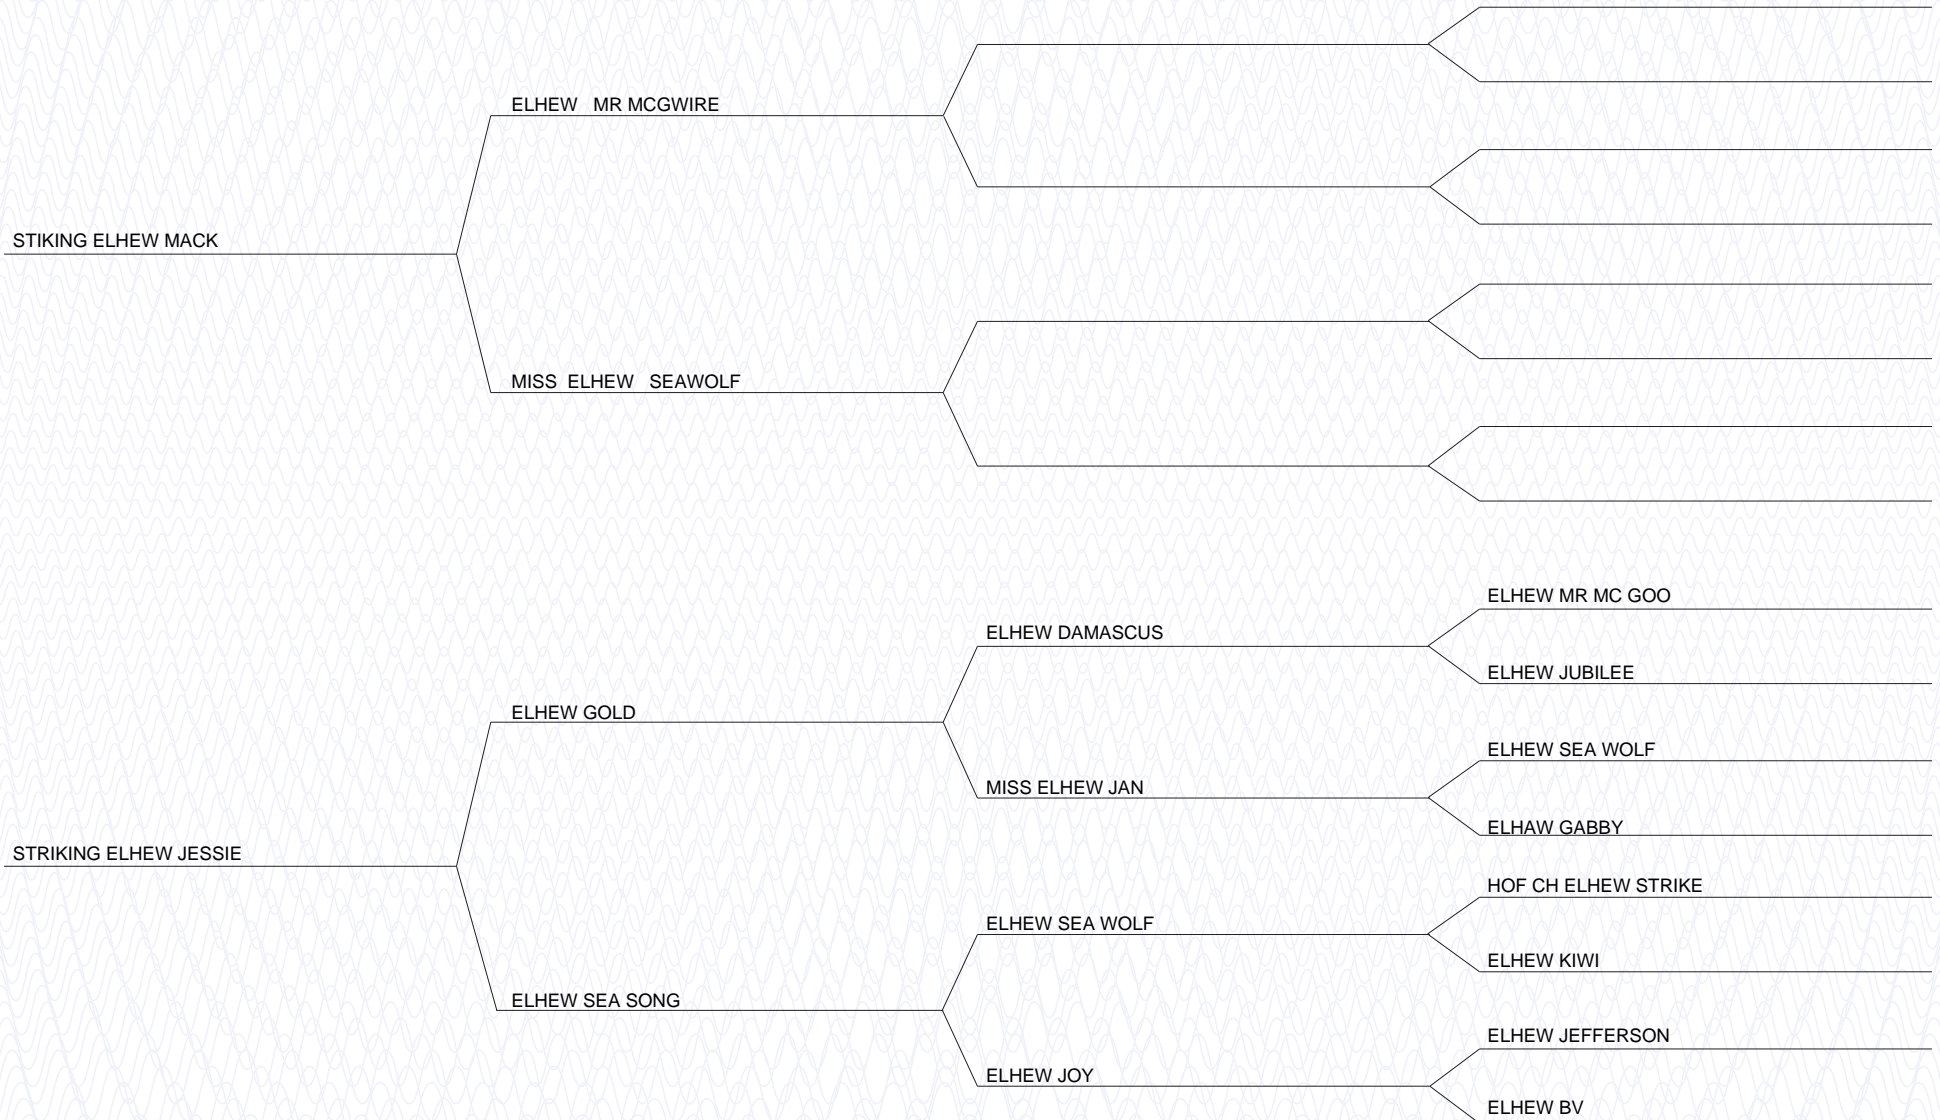 ELHEW MR MCGWIRE
STIKING ELHEW MACK
MISS ELHEW SEAWOLF
ELHEW MR MC GOO
ELHEW DAMASCUS
ELHEW JUBILEE
ELHEW GOLD
ELHEW SEA WOLF
MISS ELHEW JAN
ELHAW GABBY
STRIKING ELHEW JESSIE
HOF CH ELHEW STRIKE
ELHEW SEA WOLF
ELHEW KIWI
ELHEW SEA SONG
ELHEW JEFFERSON
ELHEW JOY
ELHEW BV